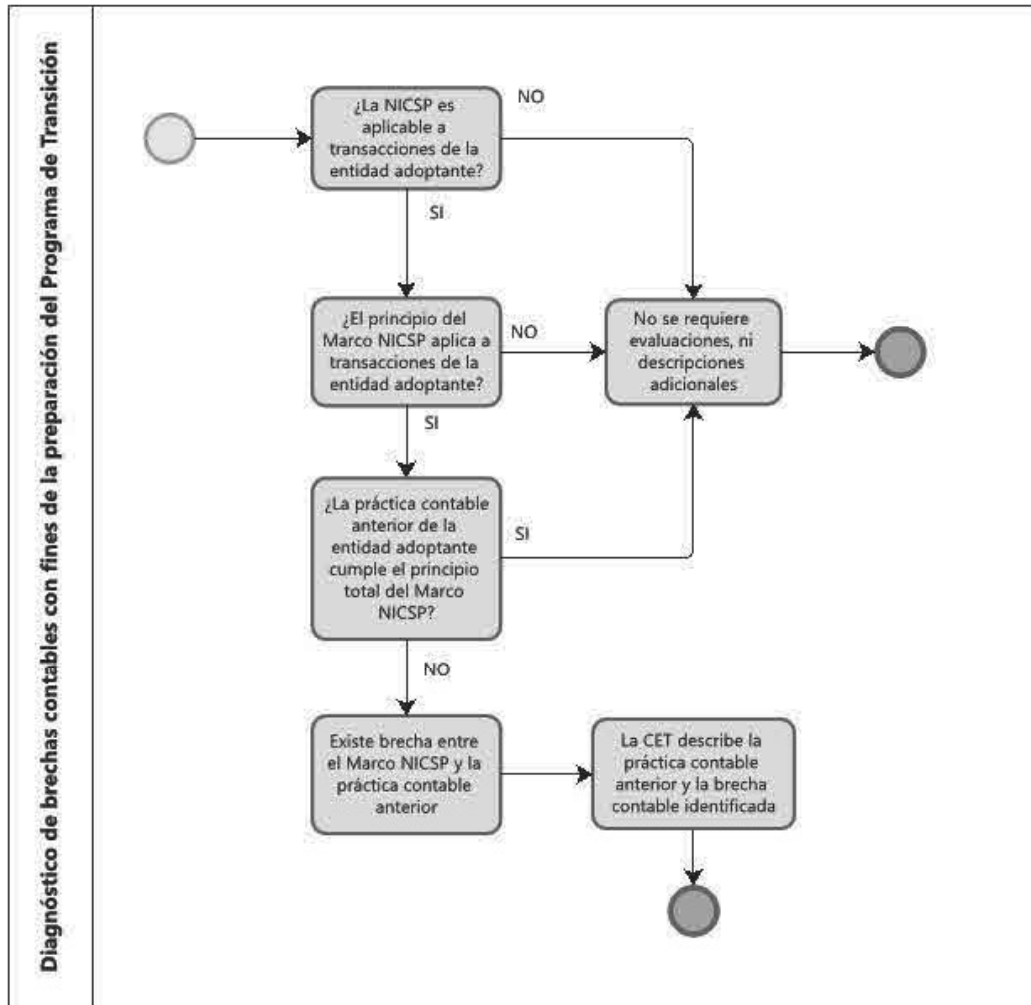 Diagnóstico de brechas contables con fines de la preparación del Programa de Transición
¿La NICSP es
aplicable a
transacciones de la
entidad adoptante?
NO
SI
¿El principio del
Marco NICSP aplica a
transacciones de la
entidad adoptante?
NO
No se requiere
evaluaciones, ni
descripciones
adicionales
SI
¿La práctica contable
anterior de la
entidad adoptante
cumple el principio
total del Marco
NICSP?
SI
NO
Existe brecha entre
el Marco NICSP y la
práctica contable
anterior
La CET describe la
práctica contable
anterior y la brecha
contable identificada